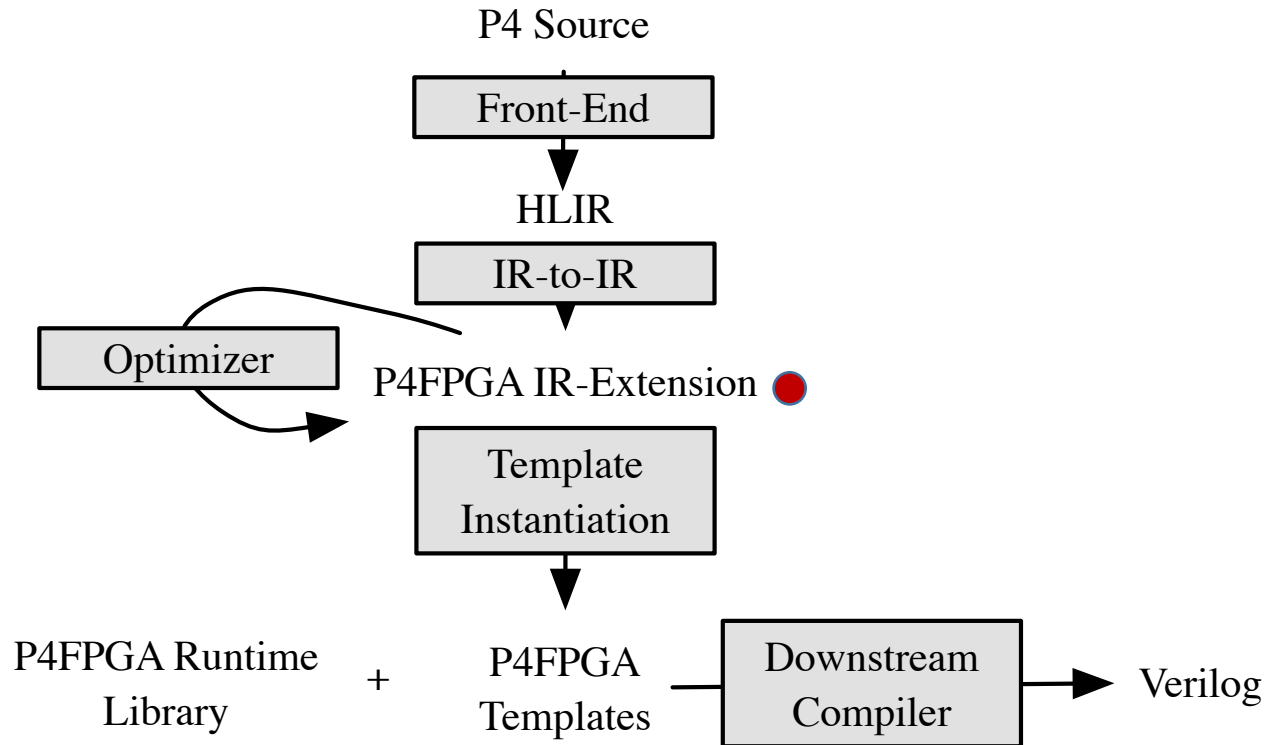 P4 Source
Front-End
HLIR
IR-to-IR
Optimizer
P4FPGA IR-Extension
Template
Instantiation
P4FPGA Runtime
Library
+
P4FPGA
Templates
Downstream
Compiler
Verilog